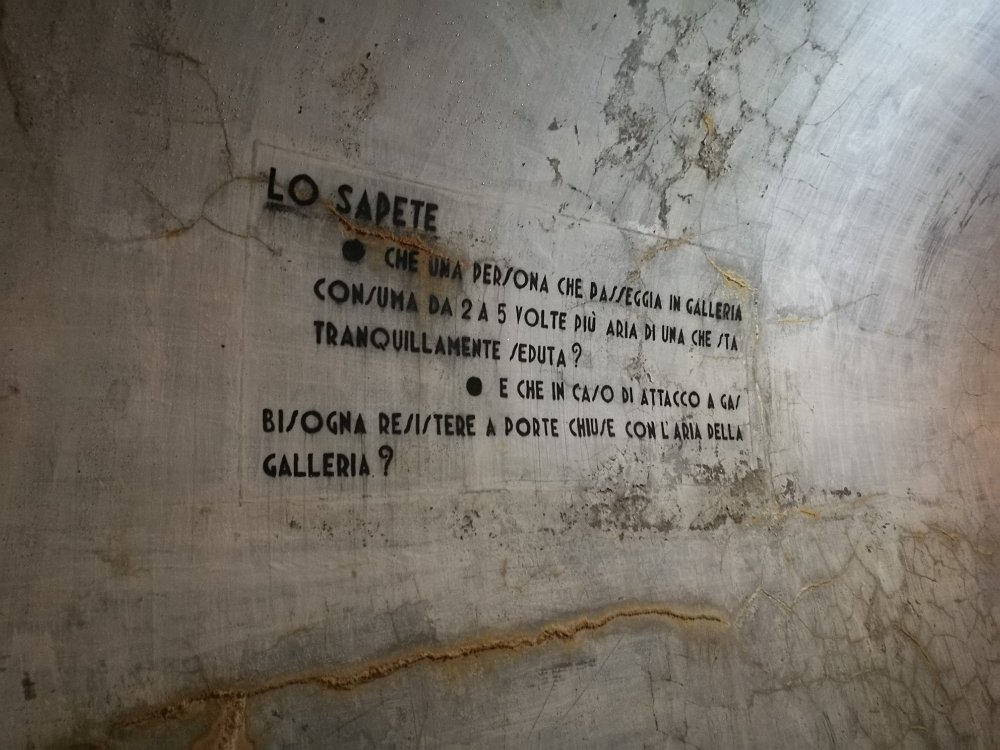 LO SAPETE
● CHE UNA PERSONA CHE PASSEGGIA IN GALLERIA
CONSUMA DA 2 A 5 VOLTE PIÙ ARIA DI UNA CHE STA
TRANQUILLAMENTE SEDUTA?
● E CHE IN CASO DI ATTACCO A GAS
BISOGNA RESISTERE A PORTE CHIUSE CON L'ARIA DELLA
GALLERIA?